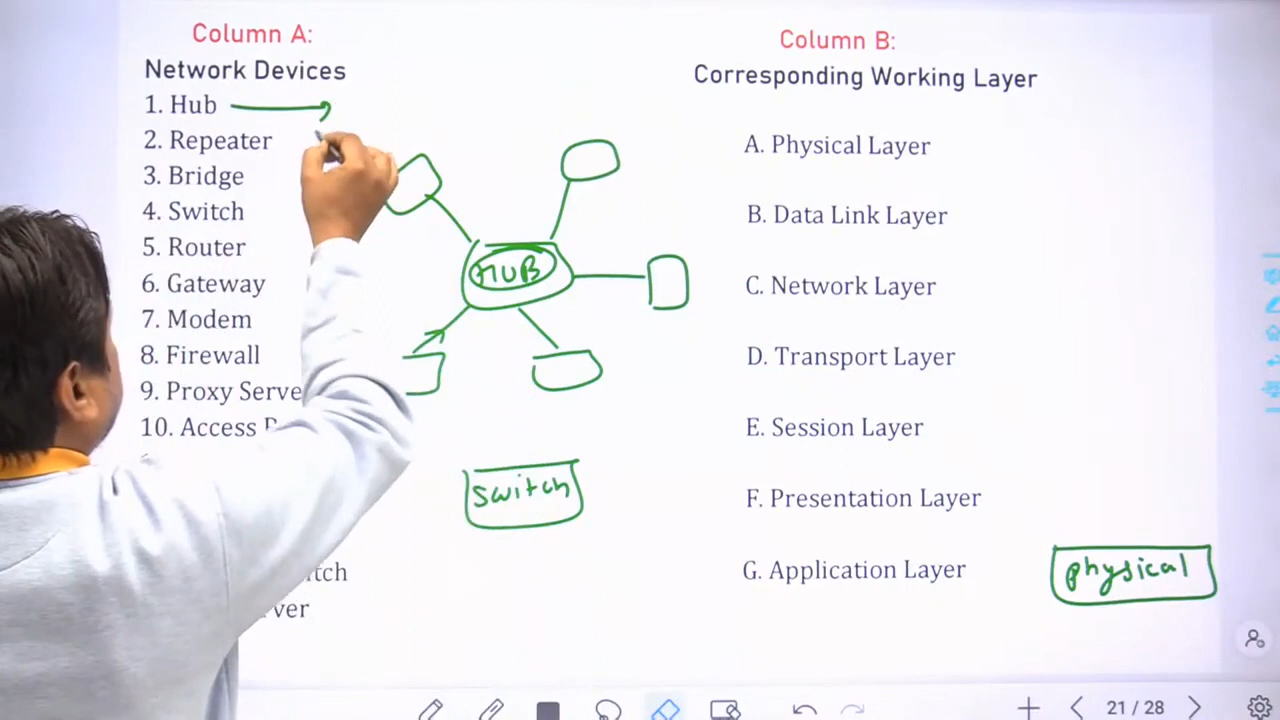 Column A:
Network Devices
1. Hub
2. Repeater
3. Bridge
4. Switch
5. Router
6. Gateway
7. Modem
8. Firewall
9. Proxy Serve
10. Access
tch
ver
HUB
switch
Column B:
Corresponding Working Layer
A. Physical Layer
B. Data Link Layer
C. Network Layer
D. Transport Layer
E. Session Layer
F. Presentation Layer
G. Application Layer
physical
21 / 28